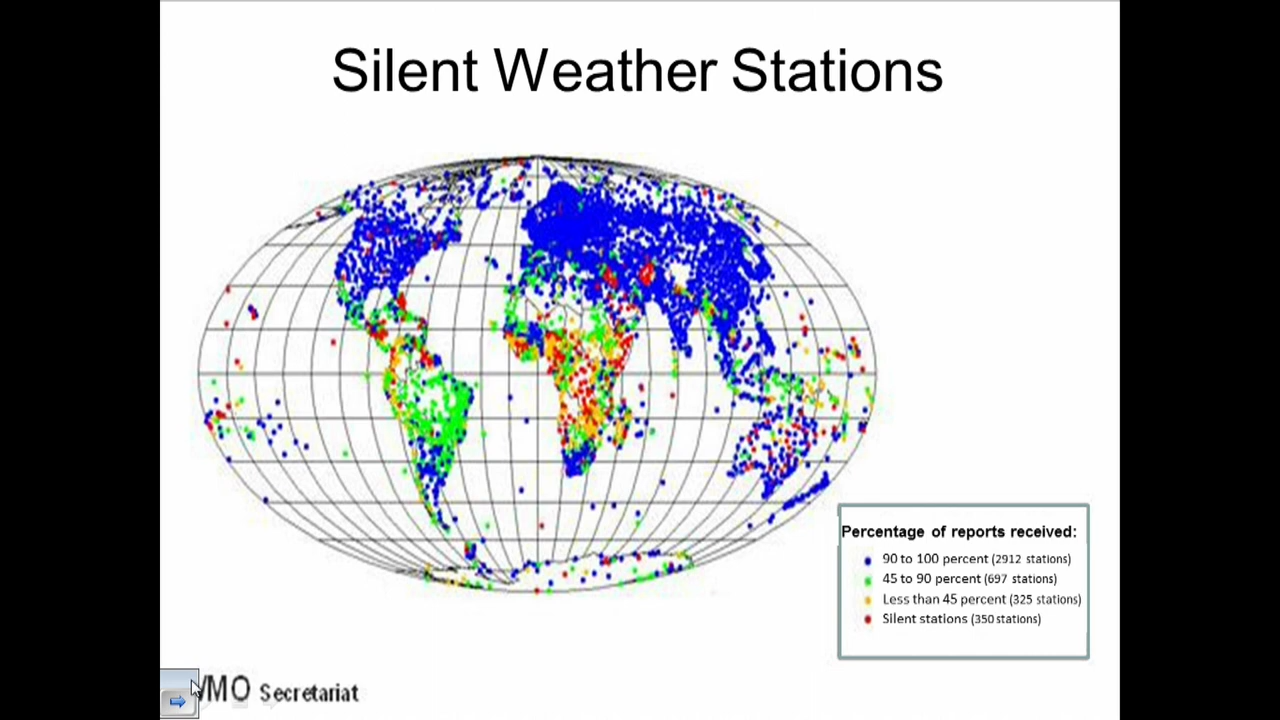 Silent Weather Stations
Percentage of reports received:
90 to 100 percent (2912 stations)
45 to 90 percent (697 stations)
Less than 45 percent (325 stations)
Silent stations (350 stations)
WMO Secretariat